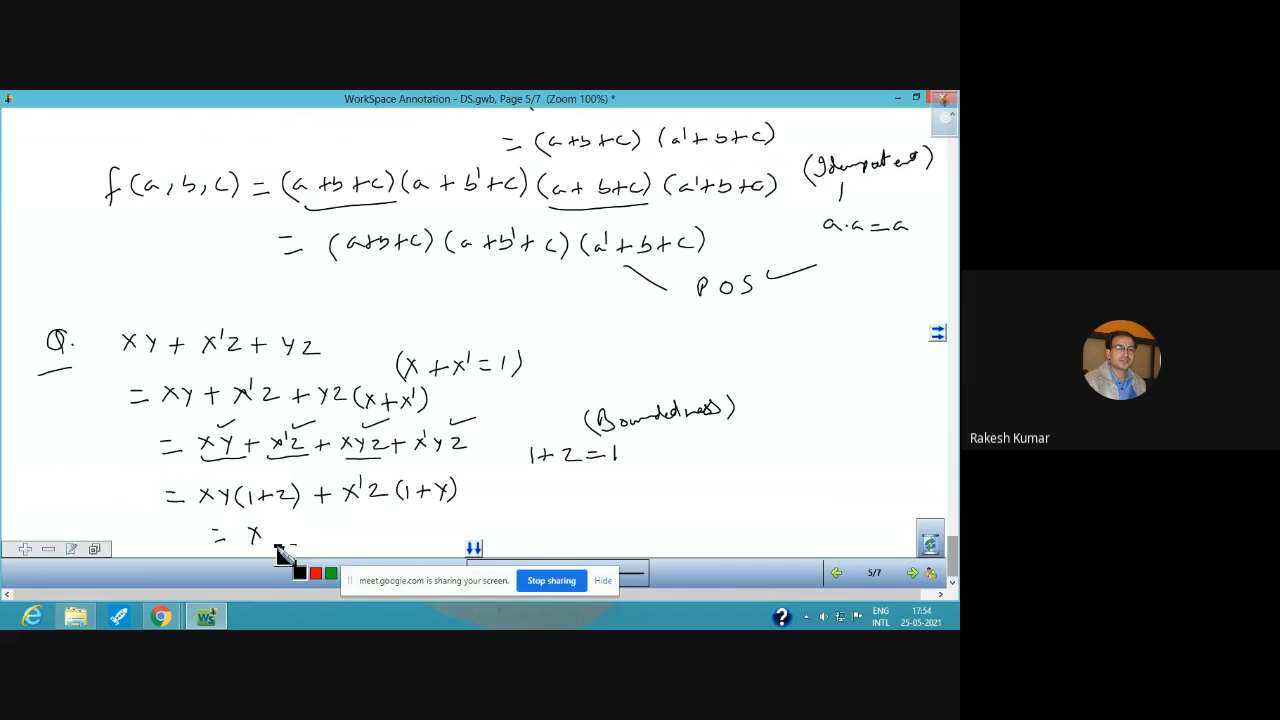 WorkSpace Annotation - DS.gwb, Page 5/7 (Zoom 100%) *
= (a+b+c) (a'+b+c)
(Idempotent)
f(a,b,c) = (a+b+c)(a+b'+c)(a+b+c)(a'+b+c)
a.a=a
= (a+b+c)(a+b'+c)(a'+b+c)
POS
Q. XY + X'Z + YZ
(X+X'=1)
= XY + X'Z + YZ(X+X')
(Boundedness)
= XY + X'Z + XYZ + X'YZ
1+Z=1
= XY(1+Z) + X'Z(1+Y)
= X
Rakesh Kumar
5/7
meet.google.com is sharing your screen. Stop sharing Hide
ENG 17:54
INTL 25-05-2021